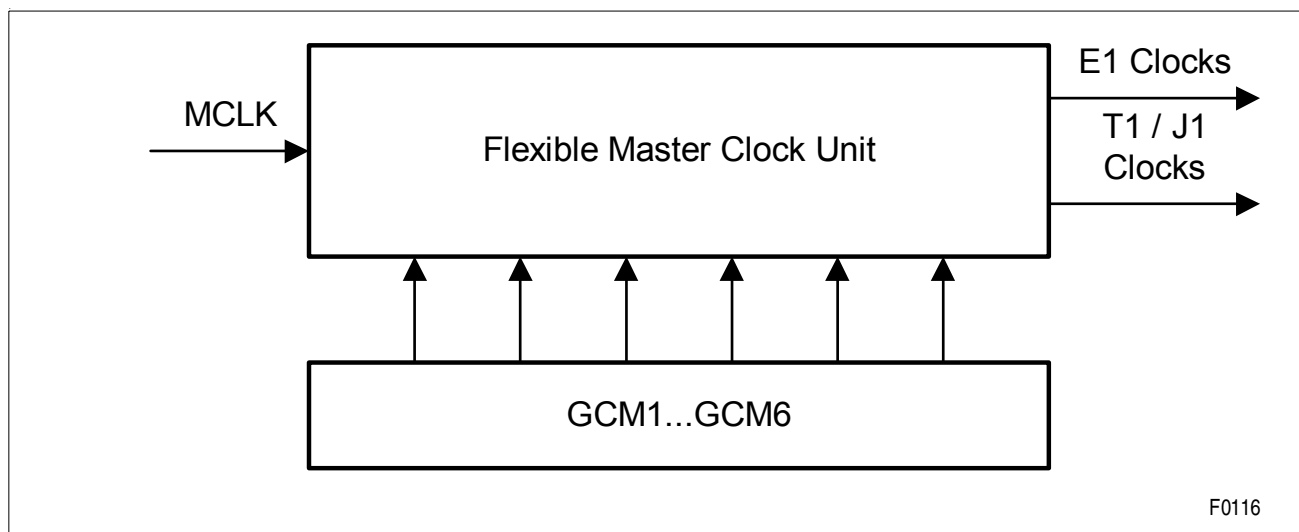 E1 Clocks
MCLK
T1 / J1
Clocks
Flexible Master Clock Unit
GCM1...GCM6
F0116